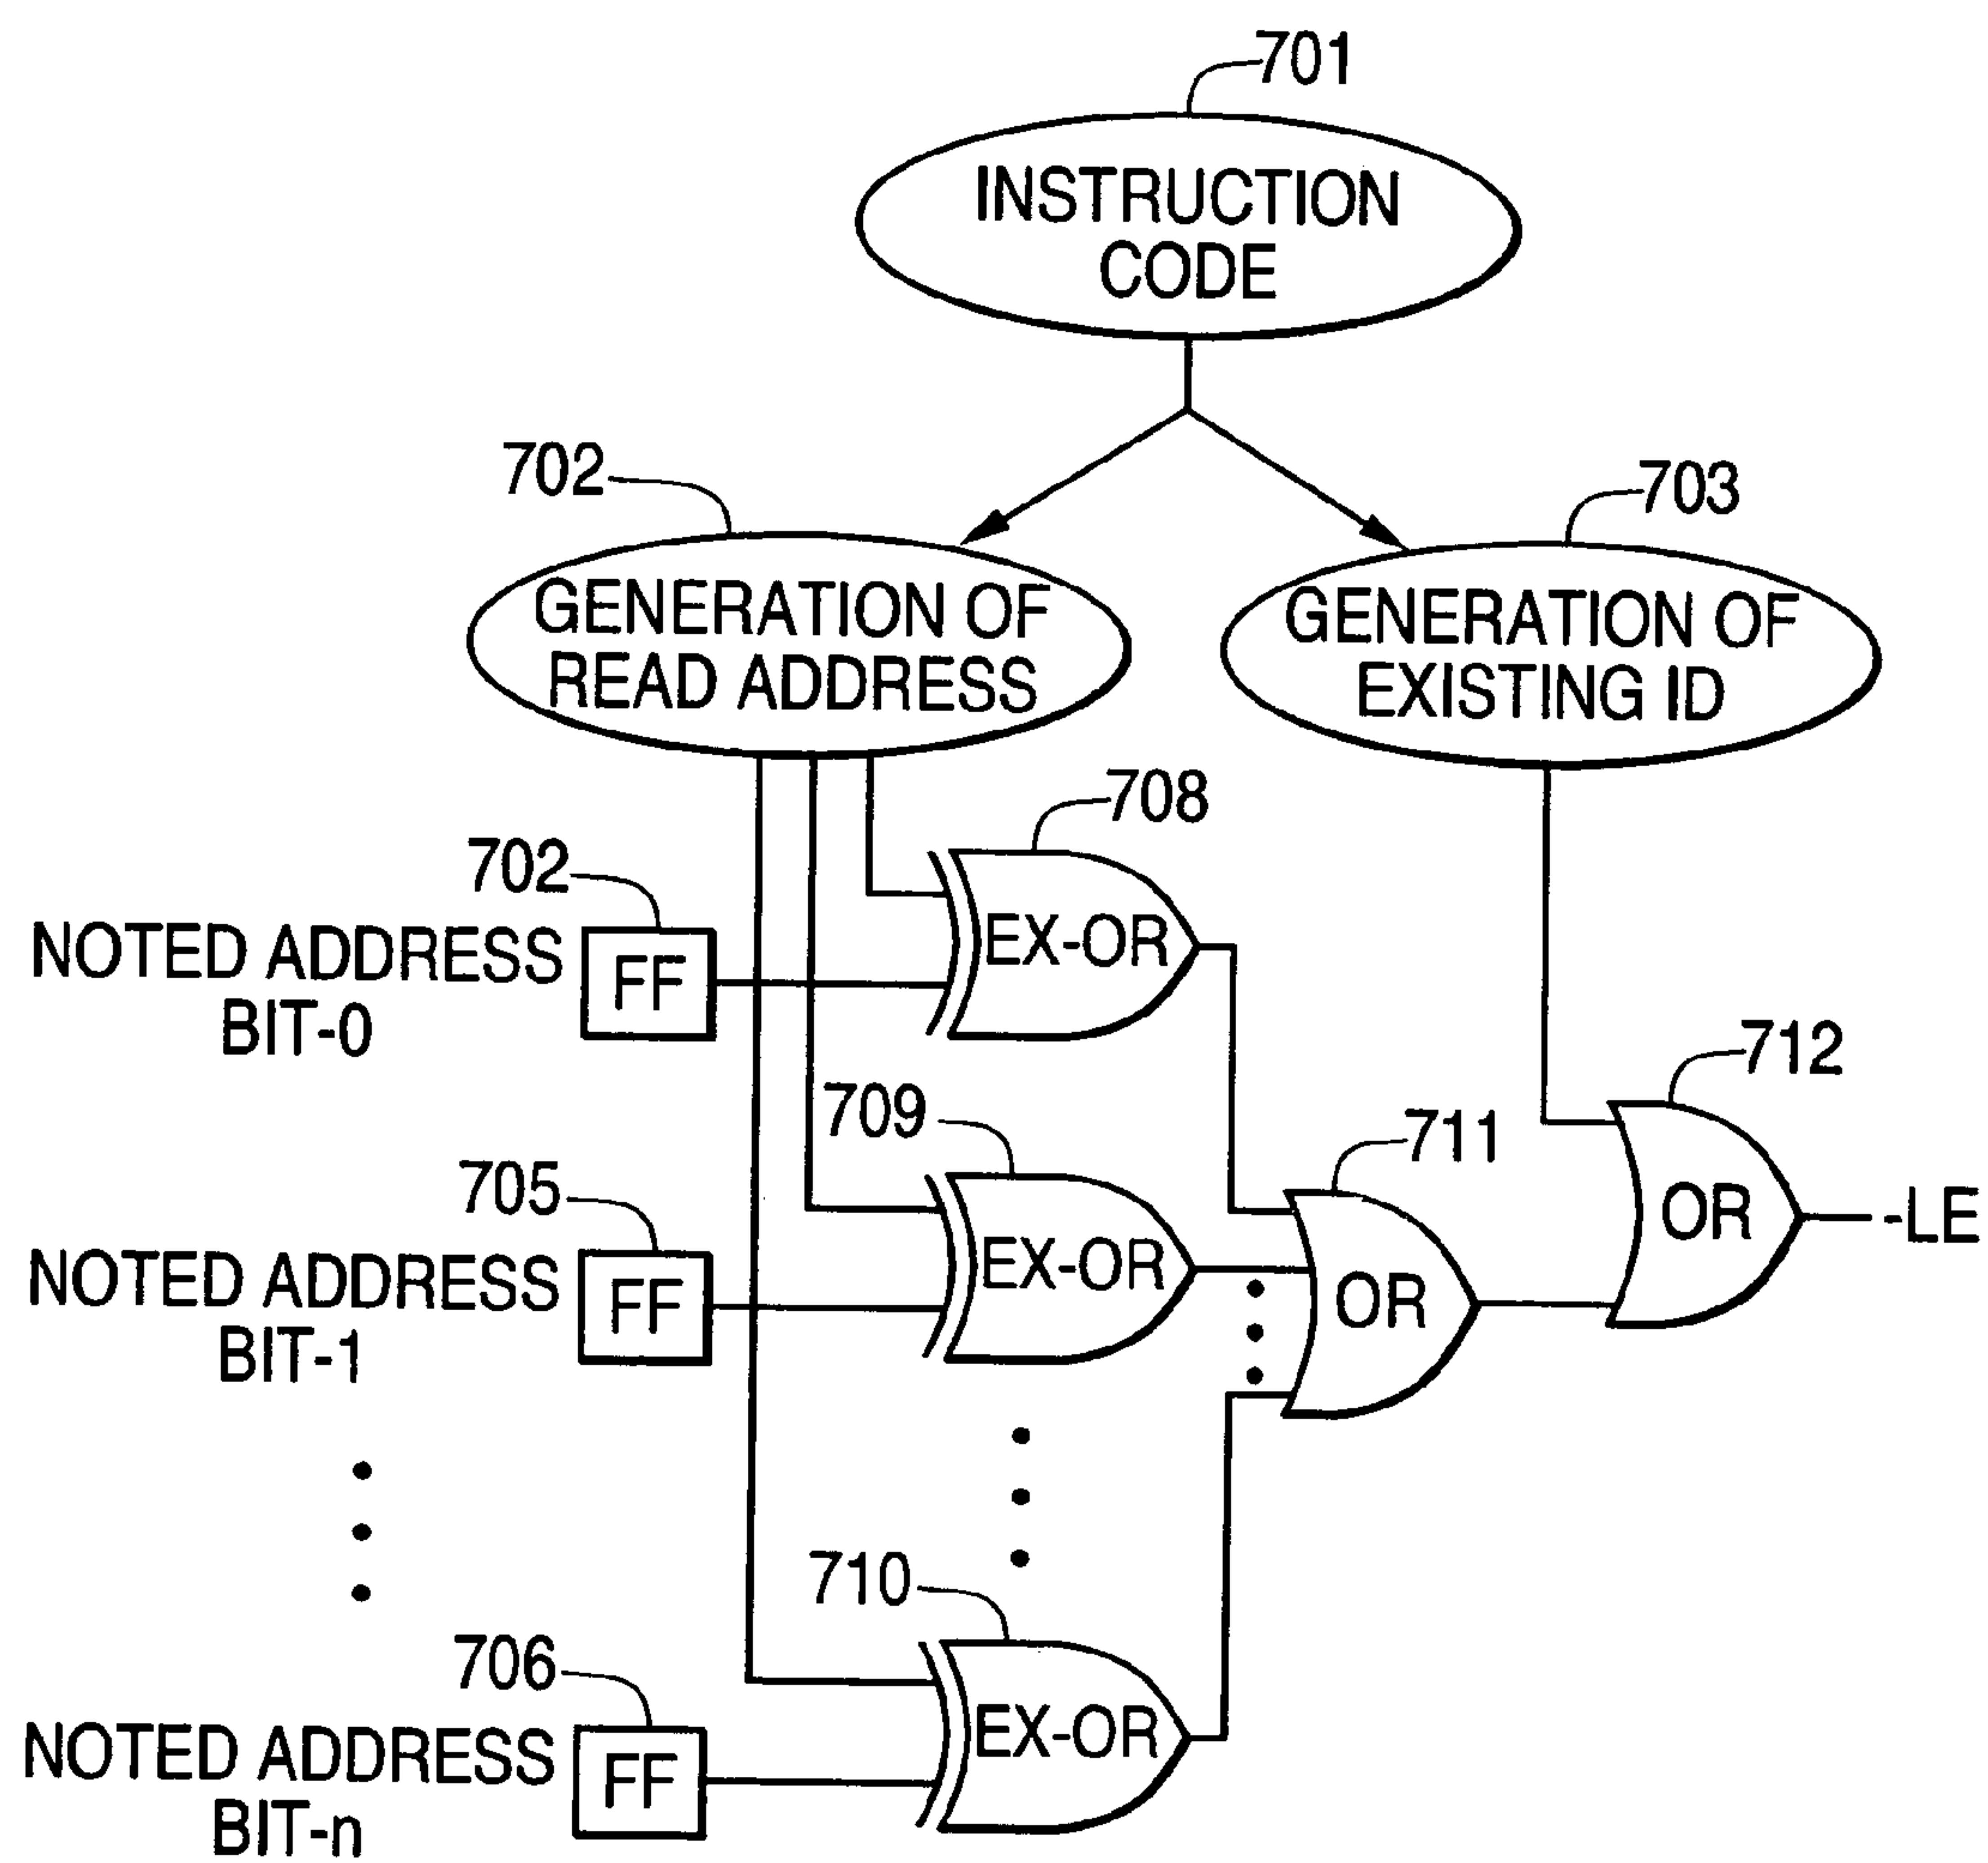 701
INSTRUCTION
CODE
702
703
GENERATION OF
READ ADDRESS
GENERATION OF
EXISTING ID
708
702
NOTED ADDRESS
BIT-0
FF
EX-OR
712
709
711
705
NOTED ADDRESS
BIT-1
FF
EX-OR
OR
OR
-LE
710
706
NOTED ADDRESS
BIT-n
FF
EX-OR